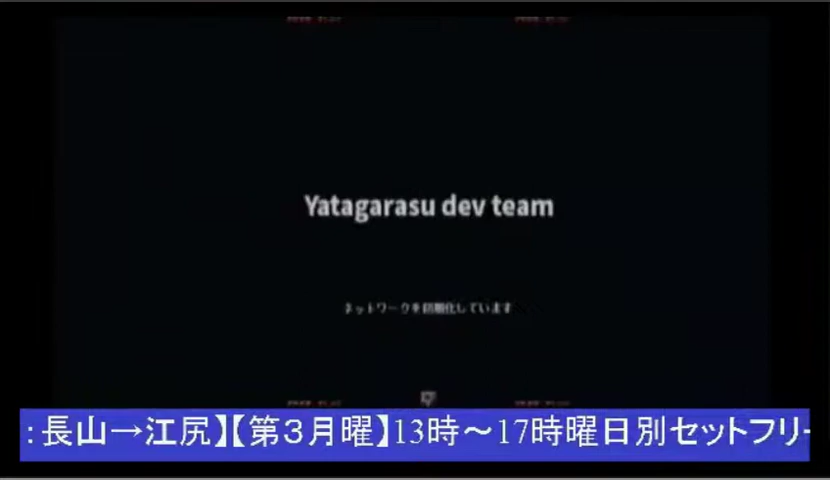 Yatagarasu dev team
ネットワークを初期化しています
：長山→江尻】【第３月曜】13時～17時曜日別セットフリー